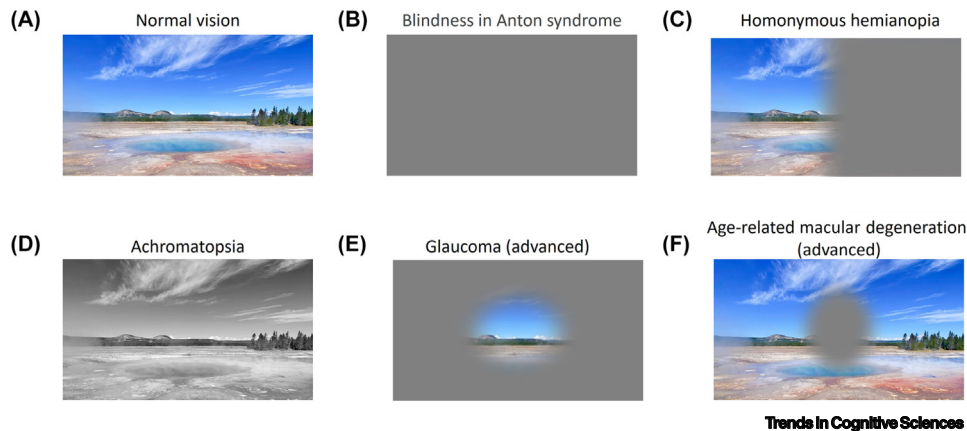 (A) Normal vision
(B) Blindness in Anton syndrome
(C) Homonymous hemianopia
(D) Achromatopsia
(E) Glaucoma (advanced)
(F) Age-related macular degeneration
(advanced)
Trends in Cognitive Sciences